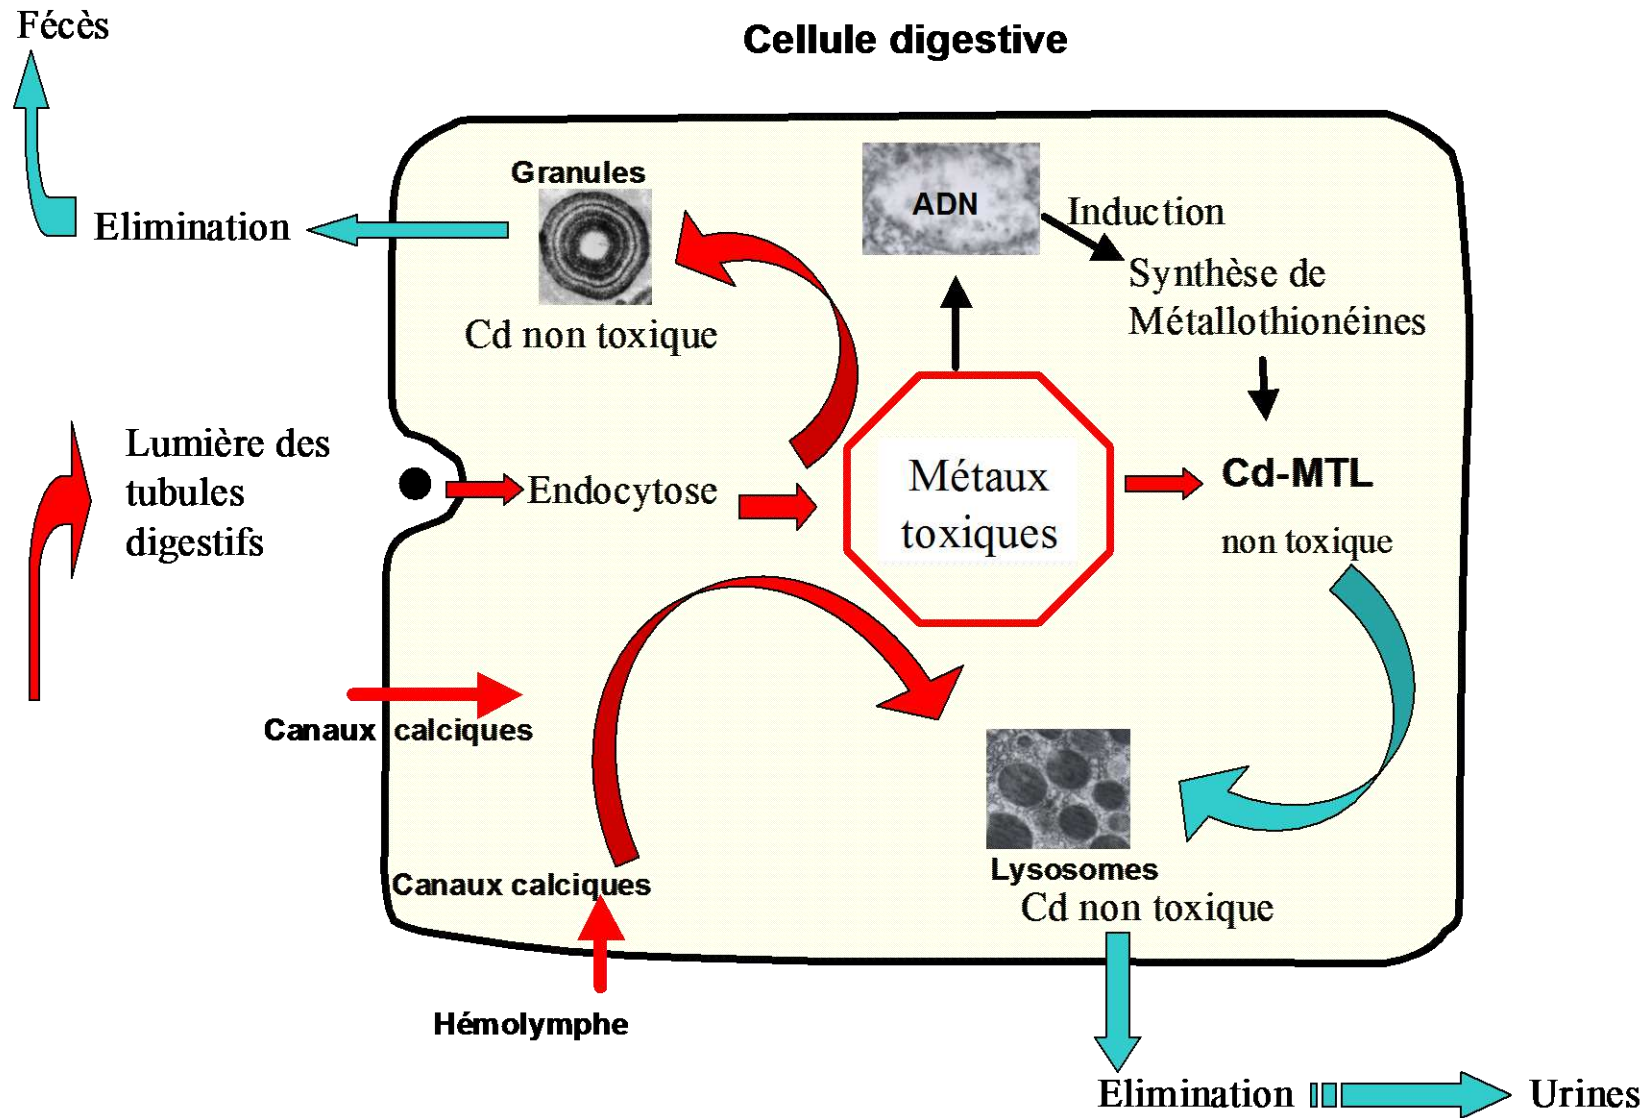 Fécès
Cellule digestive
Granules
ADN
Elimination
Induction
Cd non toxique
Synthèse de
Métallothionéines
Lumière des
tubules
digestifs
Endocytose
Métaux
toxiques
Cd-MTL
non toxique
Canaux calciques
Canaux calciques
Lysosomes
Cd non toxique
Hémolymphe
Elimination
Urines